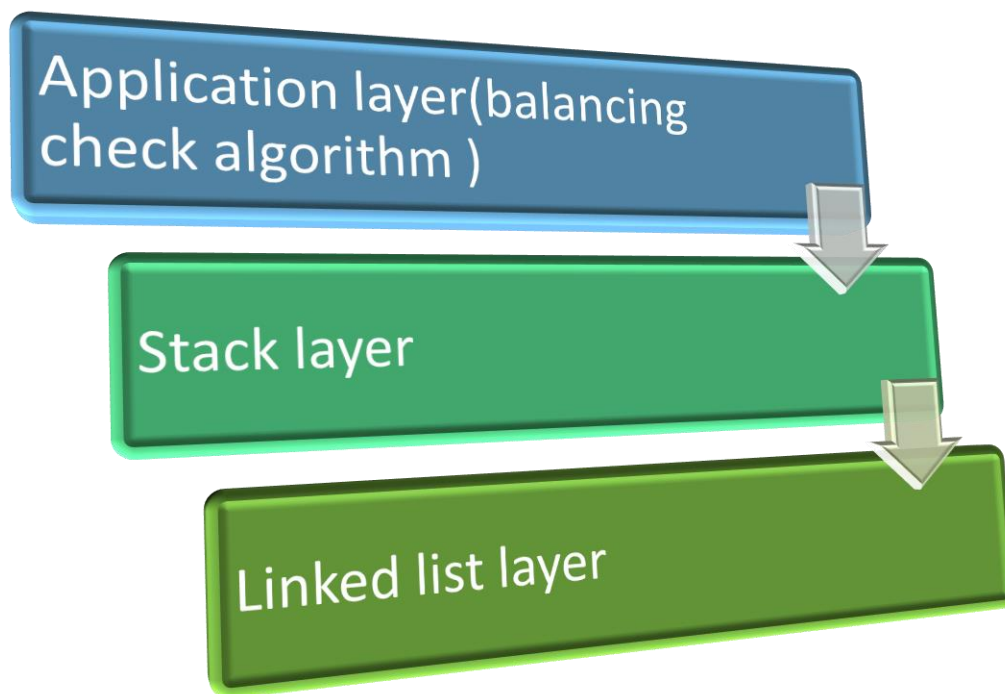 Application layer(balancing
check algorithm )
Stack layer
Linked list layer